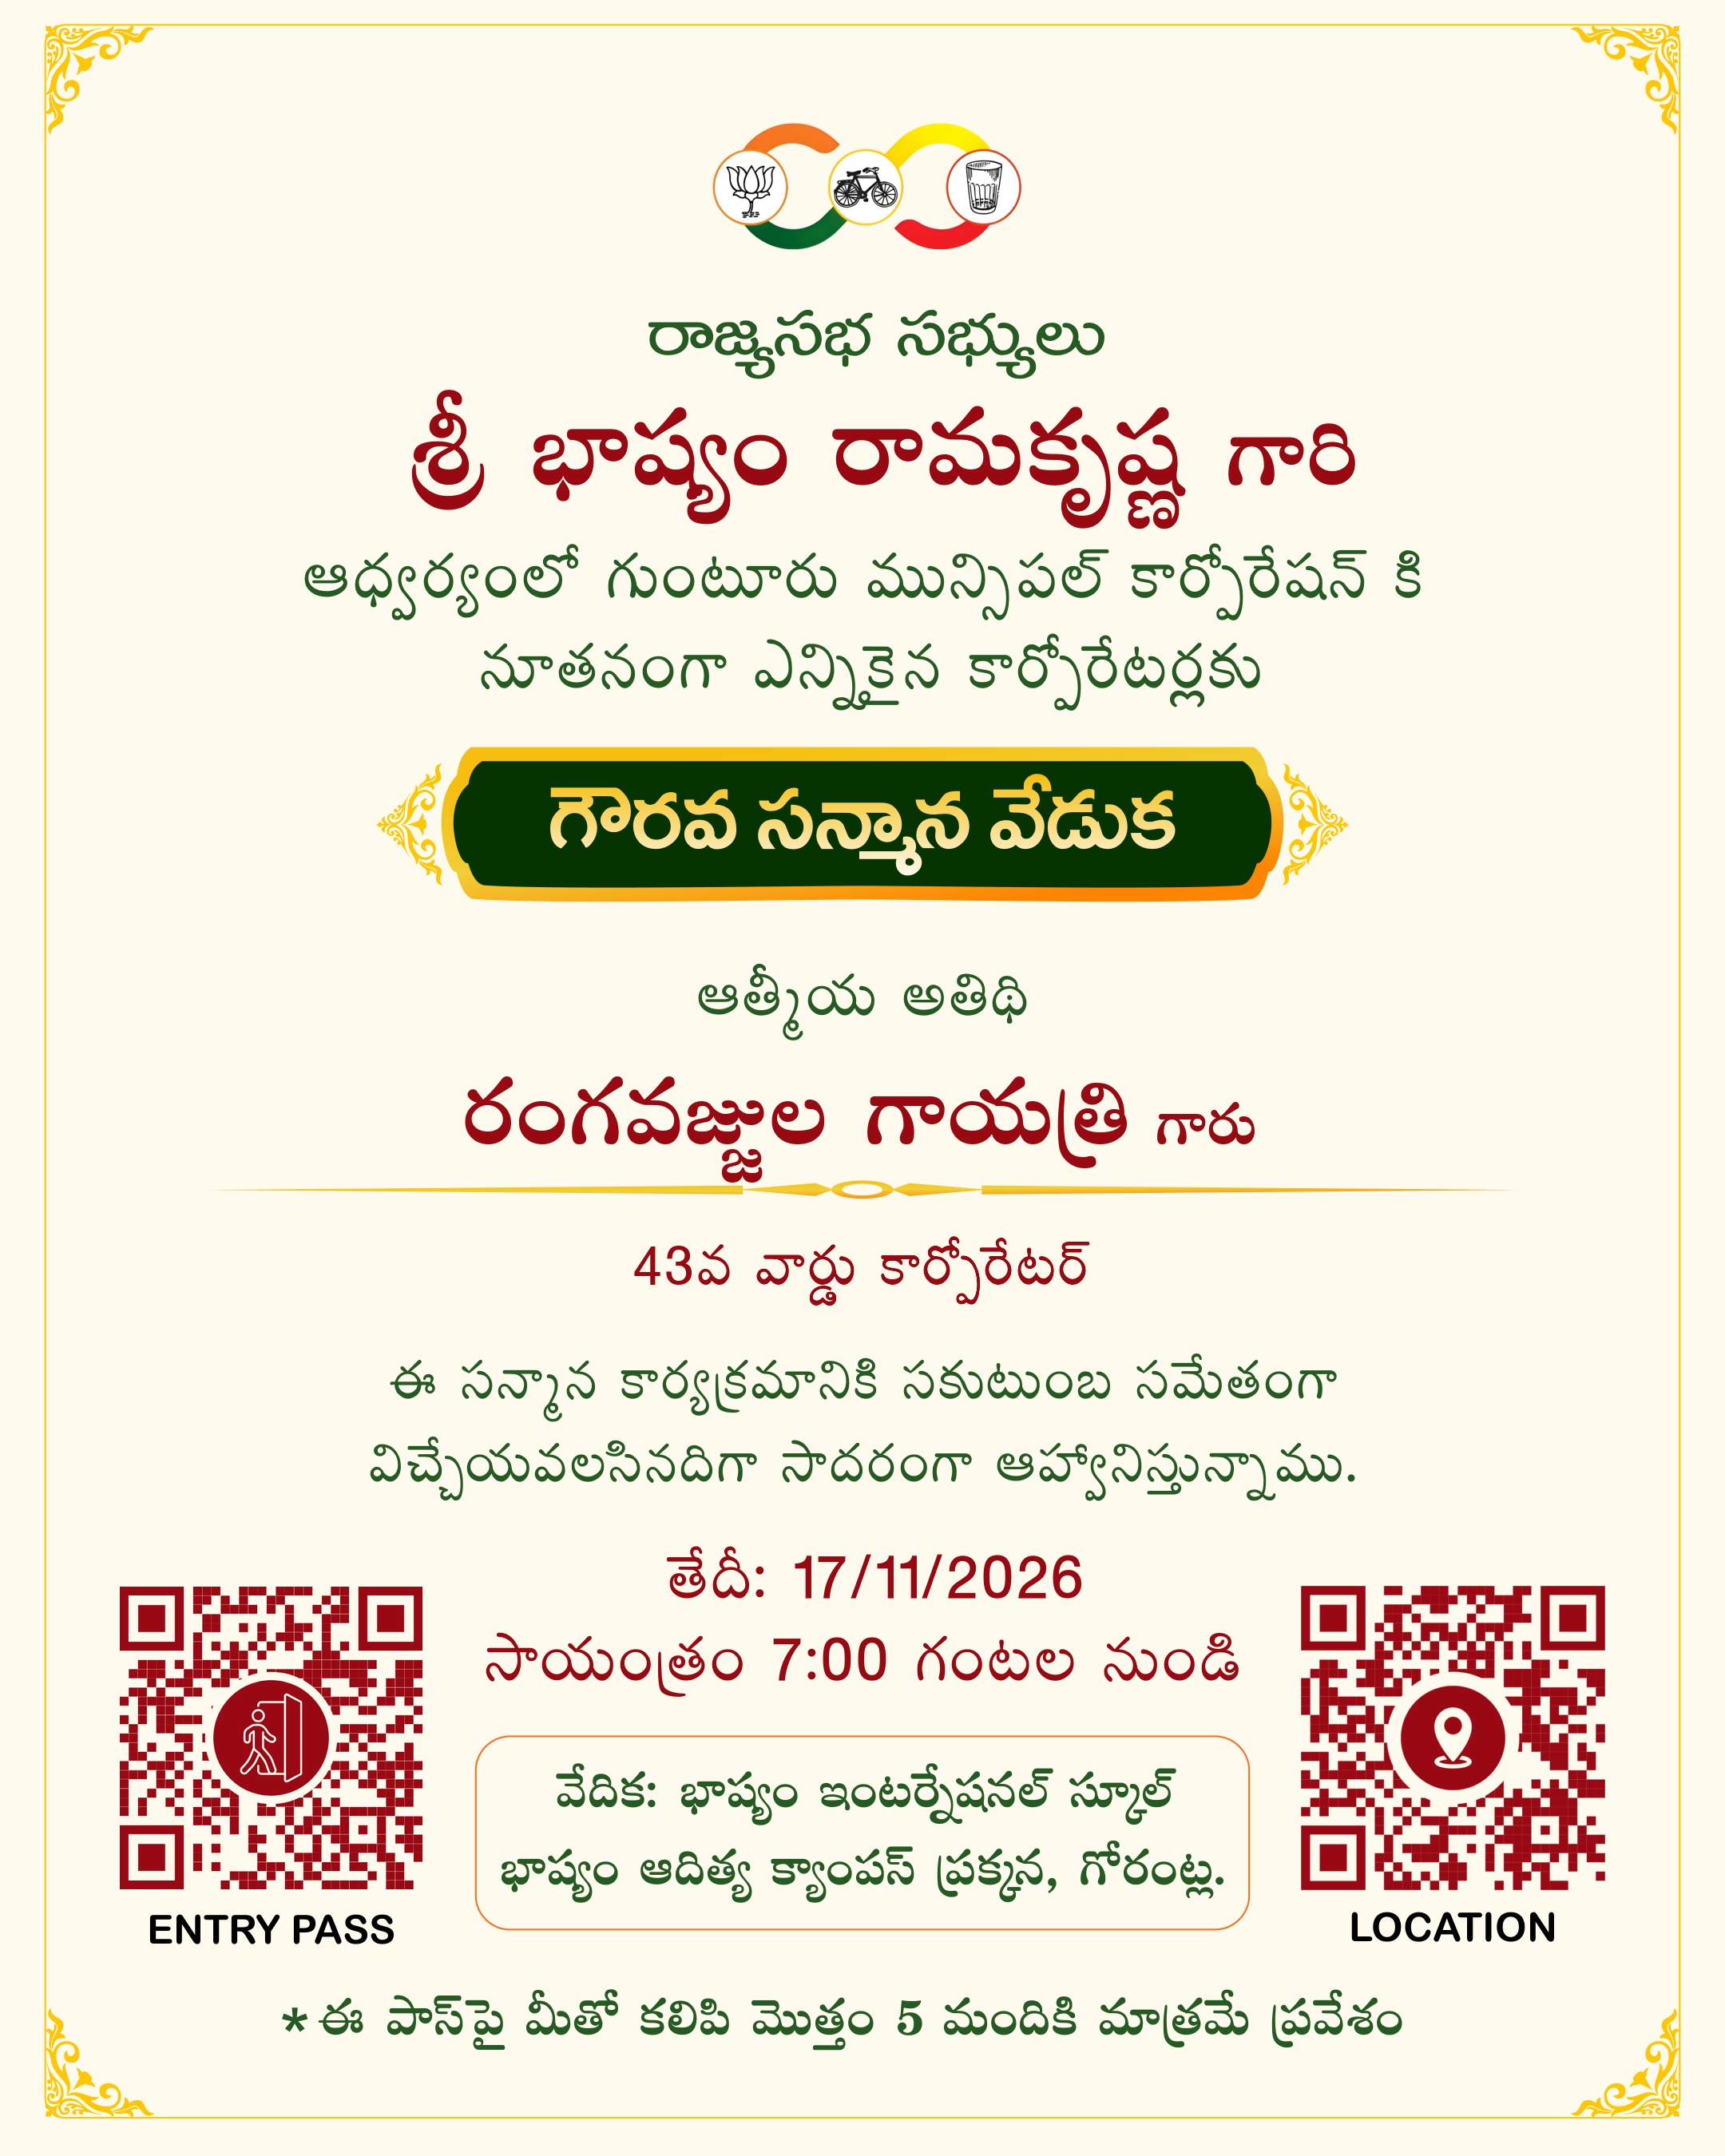 రాజ్యసభ సభ్యులు
శ్రీ భాష్యం రామకృష్ణ గారి
ఆధ్వర్యంలో గుంటూరు మున్సిపల్ కార్పోరేషన్ కి
నూతనంగా ఎన్నికైన కార్పోరేటర్లకు
గౌరవ సన్మాన వేడుక
ఆత్మీయ అతిథి
రంగవజ్జుల గాయత్రి గారు
43వ వార్డు కార్పోరేటర్
ఈ సన్మాన కార్యక్రమానికి సకుటుంబ సమేతంగా
విచ్చేయవలసినదిగా సాదరంగా ఆహ్వానిస్తున్నాము.
తేదీ: 17/11/2026
సాయంత్రం 7:00 గంటల నుండి
వేదిక: భాష్యం ఇంటర్నేషనల్ స్కూల్
భాష్యం ఆదిత్య క్యాంపస్ ప్రక్కన, గోరంట్ల.
ENTRY PASS
LOCATION
*ఈ పాస్‌పై మీతో కలిపి మొత్తం 5 మందికి మాత్రమే ప్రవేశం